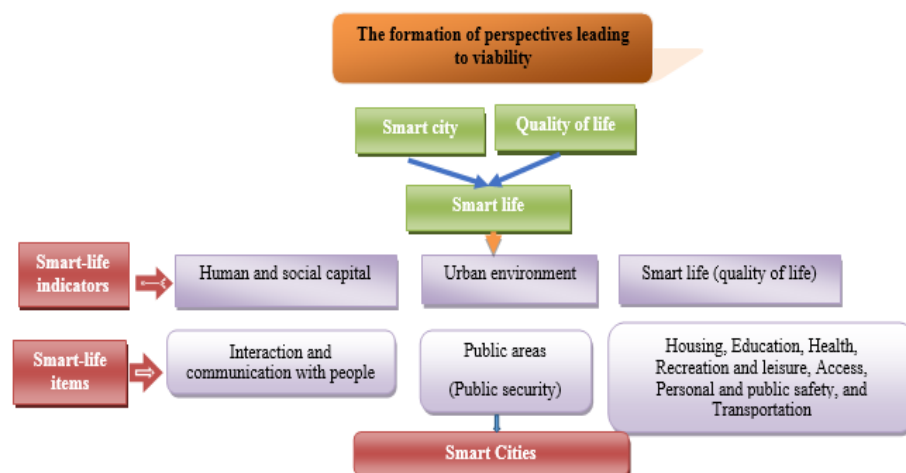 The formation of perspectives leading
to viability
Smart city
Quality of life
Smart life
Smart-life
indicators
Human and social capital
Urban environment
Smart life (quality of life)
Smart-life
items
Interaction and
communication with people
Public areas
(Public security)
Housing, Education, Health,
Recreation and leisure, Access,
Personal and public safety, and
Transportation
Smart Cities